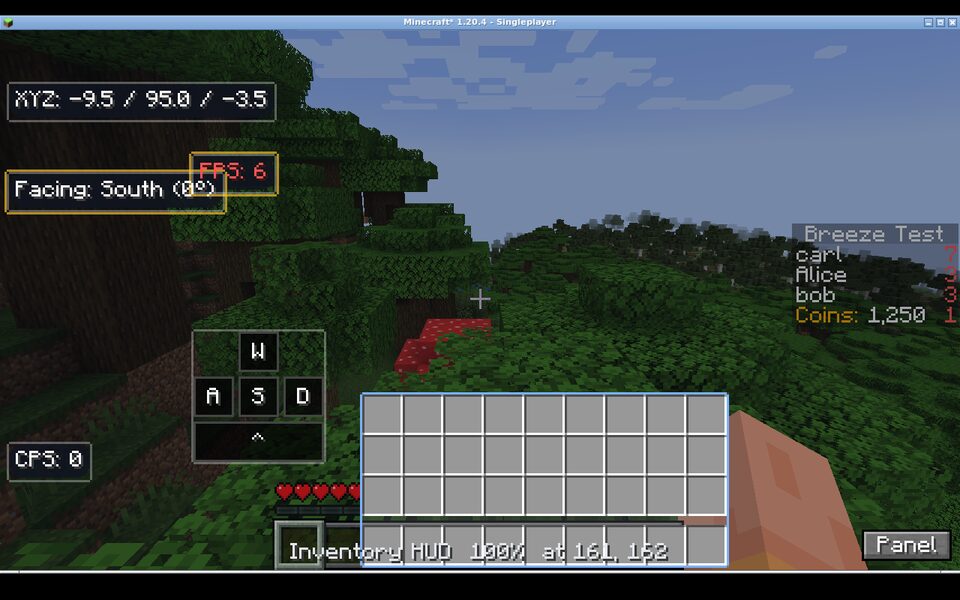 Minecraft* 1.20.4 - Singleplayer
XYZ: -9.5 / 95.0 / -3.5
FPS: 6
Facing: South (0°)
Breeze Test
carl 7
Alice 3
bob 3
Coins: 1,250 1
W
A S D
^
CPS: 0
Inventory HUD 100% at 161, 162
Panel